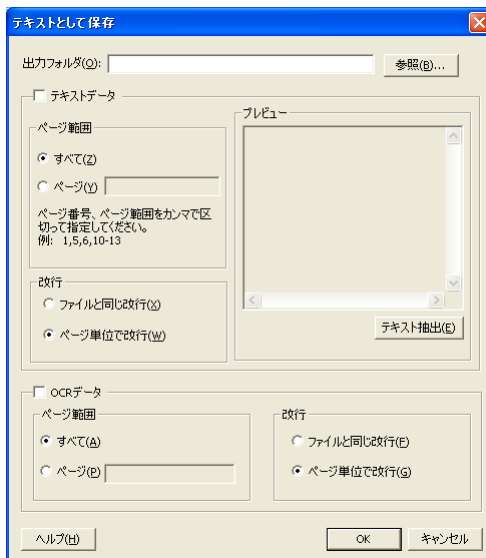 テキストとして保存
出力フォルダ(O):
参照(B)...
テキストデータ
ページ範囲
すべて(Z)
ページ(Y)
ページ番号、ページ範囲をカンマで区
切って指定してください。
例: 1,5,6,10-13
改行
ファイルと同じ改行(X)
ページ単位で改行(W)
プレビュー
テキスト抽出(E)
OCRデータ
ページ範囲
すべて(A)
ページ(P)
改行
ファイルと同じ改行(F)
ページ単位で改行(G)
ヘルプ(H)
OK
キャンセル